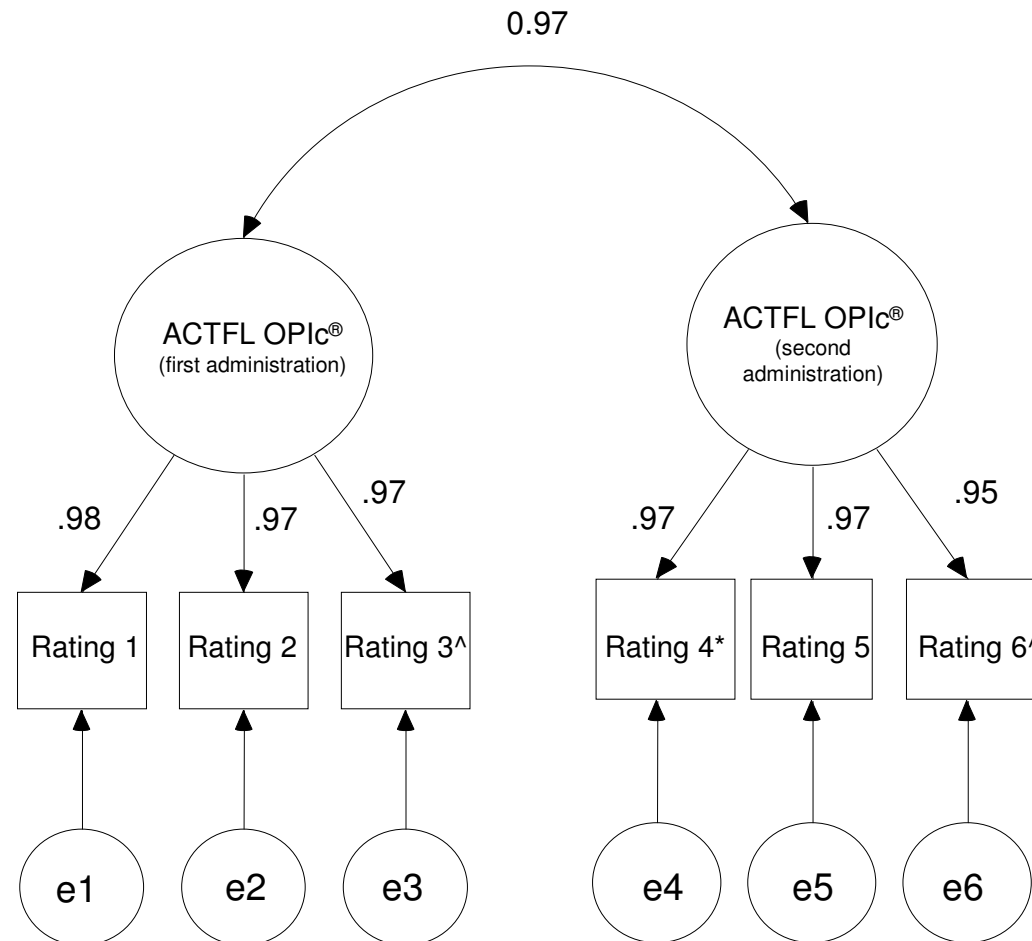 0.97
ACTFL OPIc®
(first administration)
ACTFL OPIc®
(second
administration)
.98
.97
.97
.97
.97
.95
Rating 1
Rating 2
Rating 3^
Rating 4*
Rating 5
Rating 6^
e1
e2
e3
e4
e5
e6